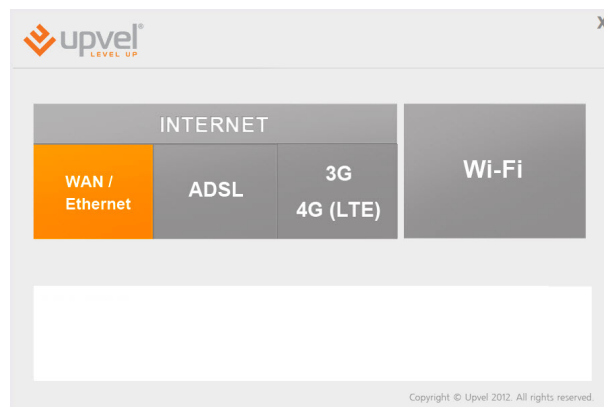 X
upvel®
LEVEL UP
INTERNET
WAN /
Ethernet
ADSL
3G
4G (LTE)
Wi-Fi
Copyright © Upvel 2012. All rights reserved.